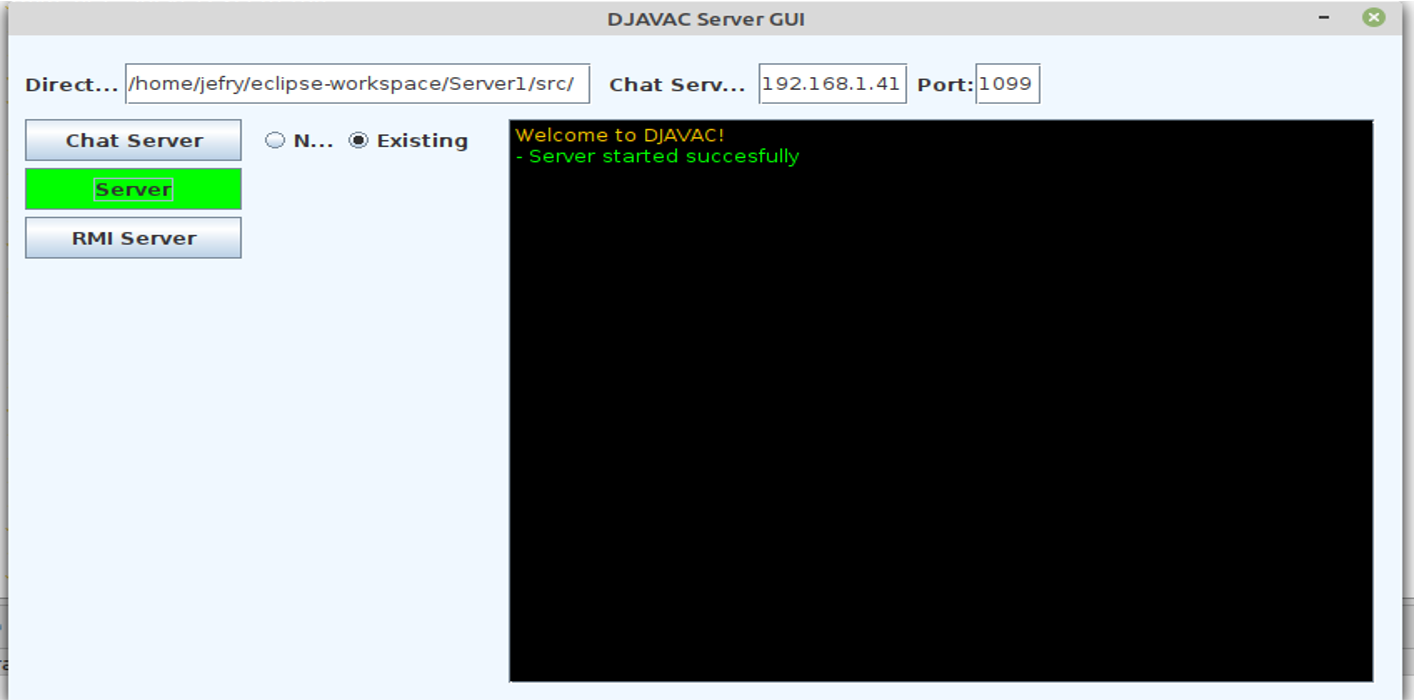 DJAVAC Server GUI
Direct... /home/jefry/eclipse-workspace/Server1/src/ Chat Serv... 192.168.1.41 Port: 1099
Chat Server N... Existing
Server
RMI Server
Welcome to DJAVAC!
- Server started succesfully